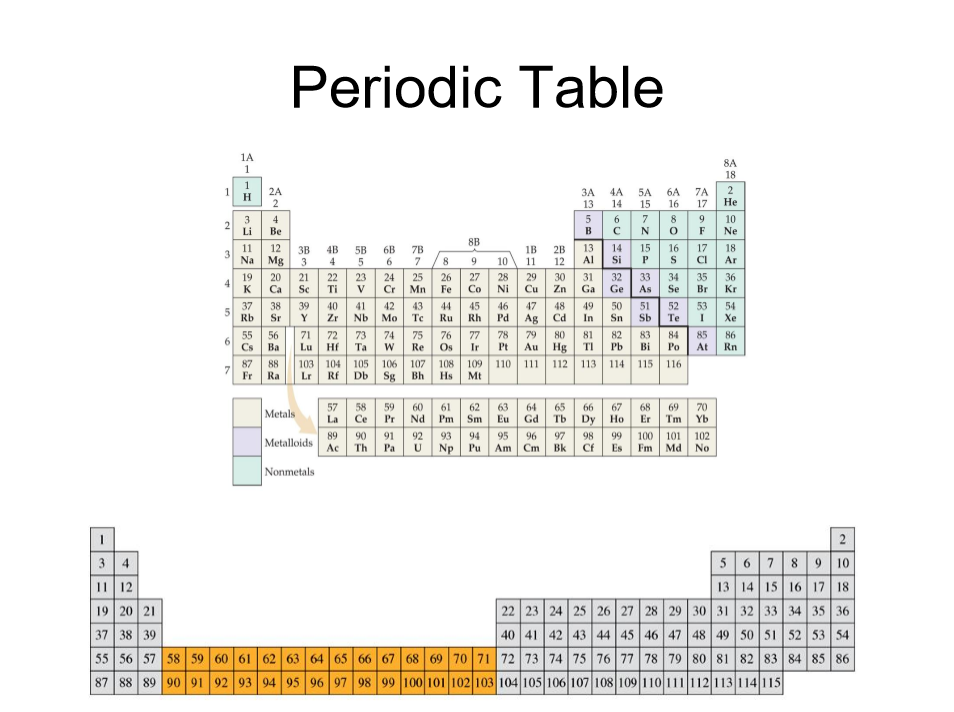 Periodic Table
1A
1
8A
18
1
1
H
2A
2
3A 4A 5A 6A 7A
13 14 15 16 17
2
He
2
3 4 5 6 7 8 9 10
Li Be B C N O F Ne
3
11 12 3B 4B 5B 6B 7B 8B 1B 2B 13 14 15 16 17 18
Na Mg 3 4 5 6 7 8 9 10 11 12 Al Si P S Cl Ar
4
19 20 21 22 23 24 25 26 27 28 29 30 31 32 33 34 35 36
K Ca Sc Ti V Cr Mn Fe Co Ni Cu Zn Ga Ge As Se Br Kr
5
37 38 39 40 41 42 43 44 45 46 47 48 49 50 51 52 53 54
Rb Sr Y Zr Nb Mo Tc Ru Rh Pd Ag Cd In Sn Sb Te I Xe
6
55 56 71 72 73 74 75 76 77 78 79 80 81 82 83 84 85 86
Cs Ba Lu Hf Ta W Re Os Ir Pt Au Hg Tl Pb Bi Po At Rn
7
87 88 103 104 105 106 107 108 109 110 111 112 113 114 115 116
Fr Ra Lr Rf Db Sg Bh Hs Mt
Metals
57 58 59 60 61 62 63 64 65 66 67 68 69 70
La Ce Pr Nd Pm Sm Eu Gd Tb Dy Ho Er Tm Yb
Metalloids
89 90 91 92 93 94 95 96 97 98 99 100 101 102
Ac Th Pa U Np Pu Am Cm Bk Cf Es Fm Md No
Nonmetals
1 2
3 4 5 6 7 8 9 10
11 12 13 14 15 16 17 18
19 20 21 22 23 24 25 26 27 28 29 30 31 32 33 34 35 36
37 38 39 40 41 42 43 44 45 46 47 48 49 50 51 52 53 54
55 56 57 58 59 60 61 62 63 64 65 66 67 68 69 70 71 72 73 74 75 76 77 78 79 80 81 82 83 84 85 86
87 88 89 90 91 92 93 94 95 96 97 98 99 100 101 102 103 104 105 106 107 108 109 110 111 112 113 114 115